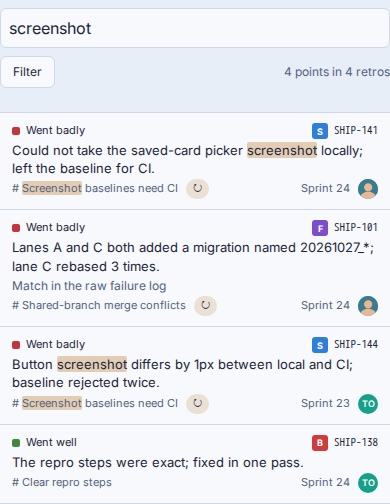 screenshot
Filter
4 points in 4 retros
Went badly
S SHIP-141
Could not take the saved-card picker screenshot locally;
left the baseline for CI.
# Screenshot baselines need CI
Sprint 24
Went badly
F SHIP-101
Lanes A and C both added a migration named 20261027_*;
lane C rebased 3 times.
Match in the raw failure log
# Shared-branch merge conflicts
Sprint 24
Went badly
S SHIP-144
Button screenshot differs by 1px between local and CI;
baseline rejected twice.
# Screenshot baselines need CI
Sprint 23 TO
Went well
B SHIP-138
The repro steps were exact; fixed in one pass.
# Clear repro steps
Sprint 24 TO